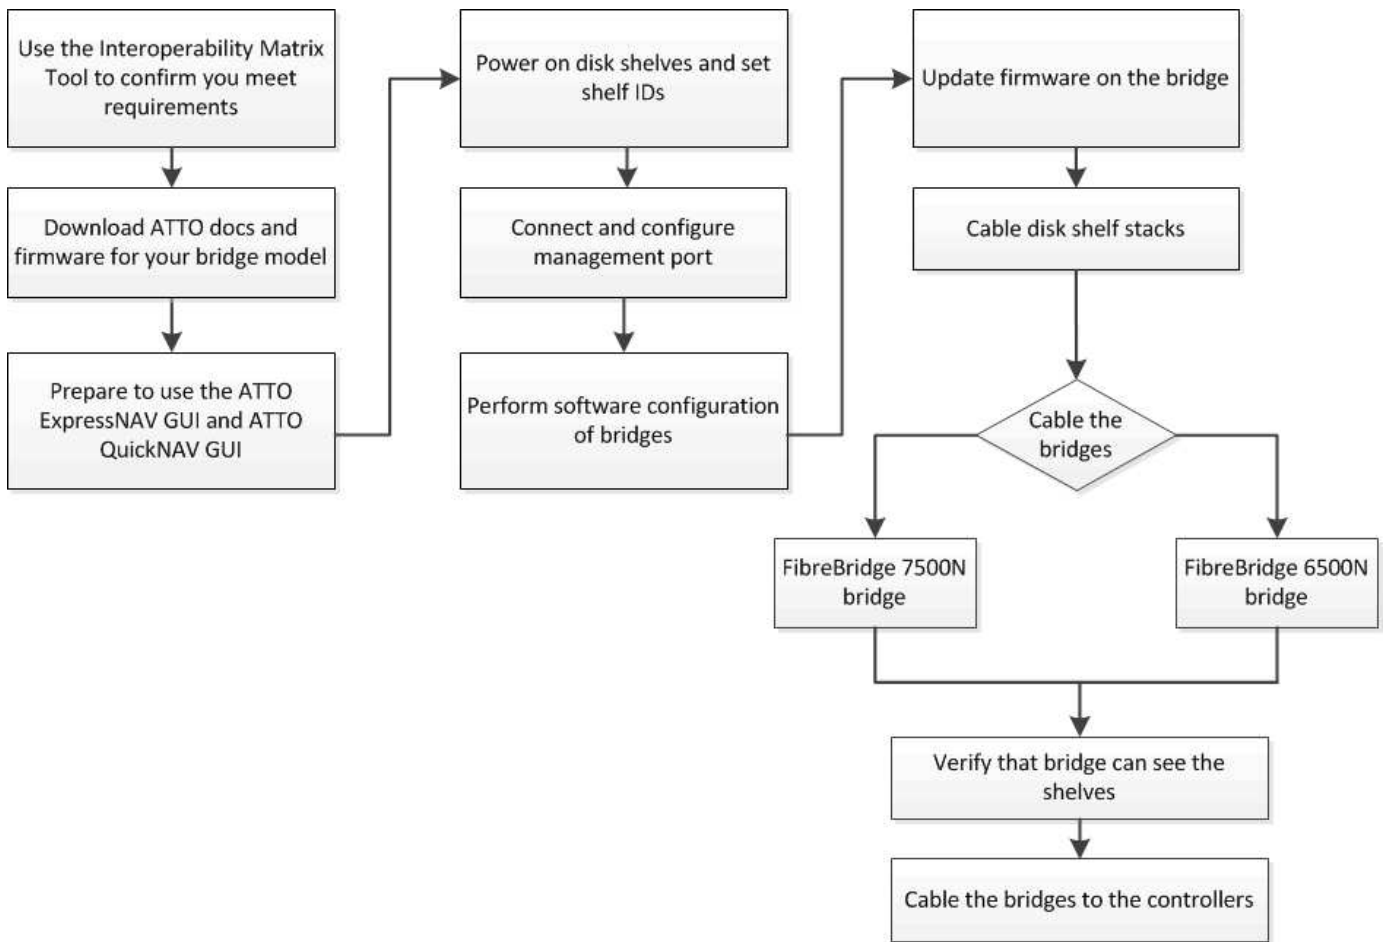 Use the Interoperability Matrix
Tool to confirm you meet
requirements
Download ATTO docs and
firmware for your bridge model
Prepare to use the ATTO
ExpressNAV GUI and ATTO
QuickNAV GUI
Power on disk shelves and set
shelf IDs
Connect and configure
management port
Perform software configuration
of bridges
Update firmware on the bridge
Cable disk shelf stacks
Cable the
bridges
FibreBridge 7500N
bridge
FibreBridge 6500N
bridge
Verify that bridge can see the
shelves
Cable the bridges to the controllers